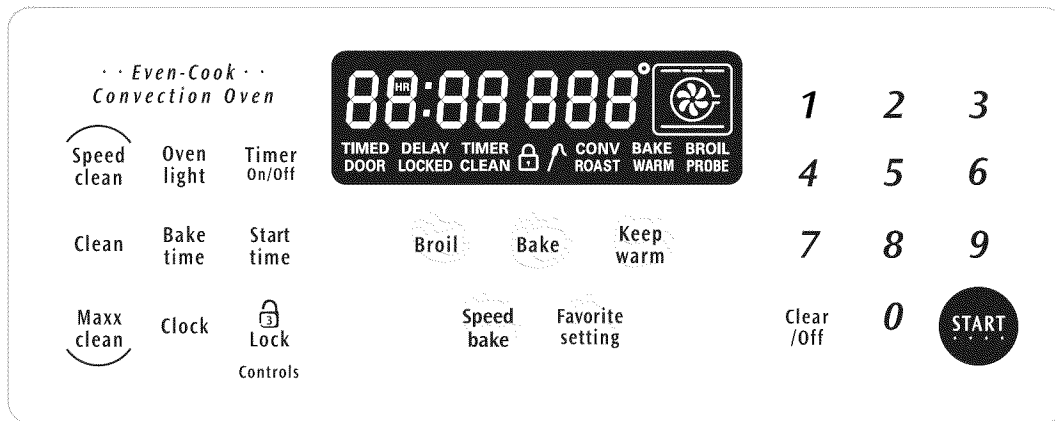 · · Even-Cook · ·
Convection Oven
Speed
clean
Oven
light
Timer
On/Off
Clean
Bake
time
Start
time
Maxx
clean
Clock
3
Lock
Controls
88:88 888°
HR
TIMED DELAY TIMER CONV BAKE BROIL
DOOR LOCKED CLEAN ROAST WARM PROBE
Broil
Bake
Keep
warm
Speed
bake
Favorite
setting
1 2 3
4 5 6
7 8 9
Clear
/Off
0
START